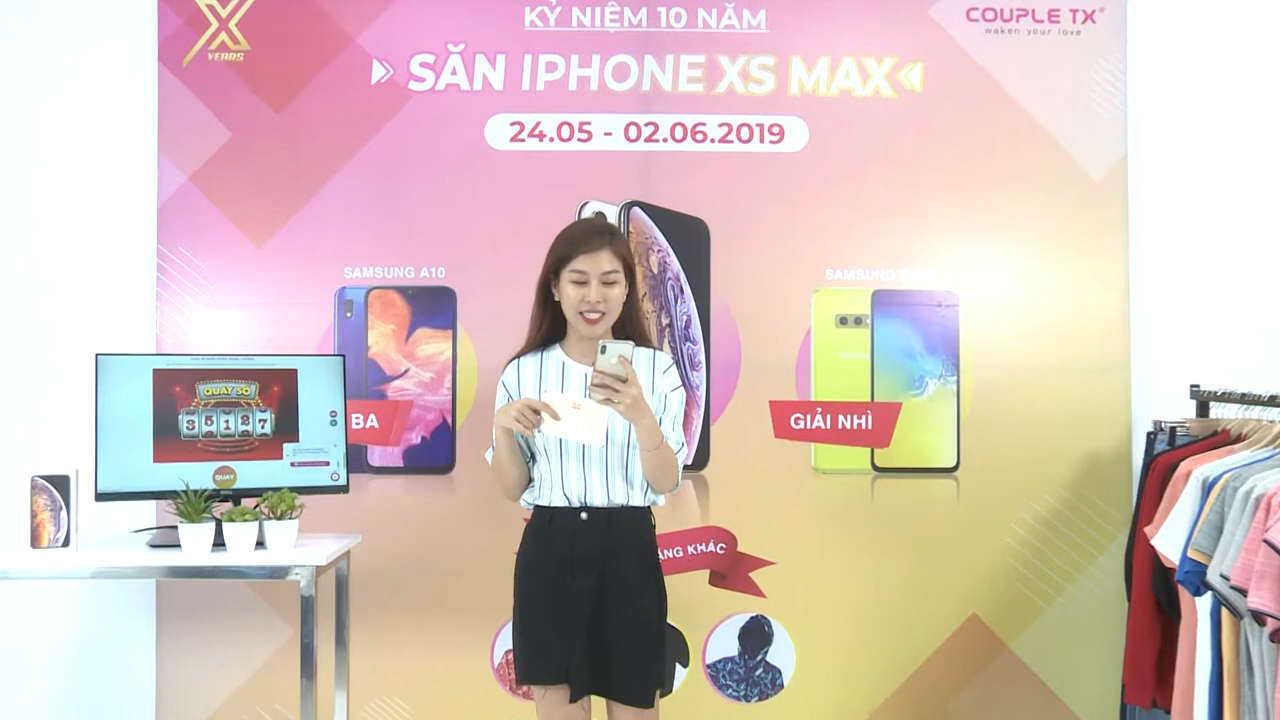 KỶ NIỆM 10 NĂM
X
YEARS
COUPLE TX®
waken your love
SĂN IPHONE XS MAX
24.05 - 02.06.2019
SAMSUNG A10
SAMSUNG
BA
GIẢI NHÌ
QUAY SỐ
35127
QUAY
KHÁC